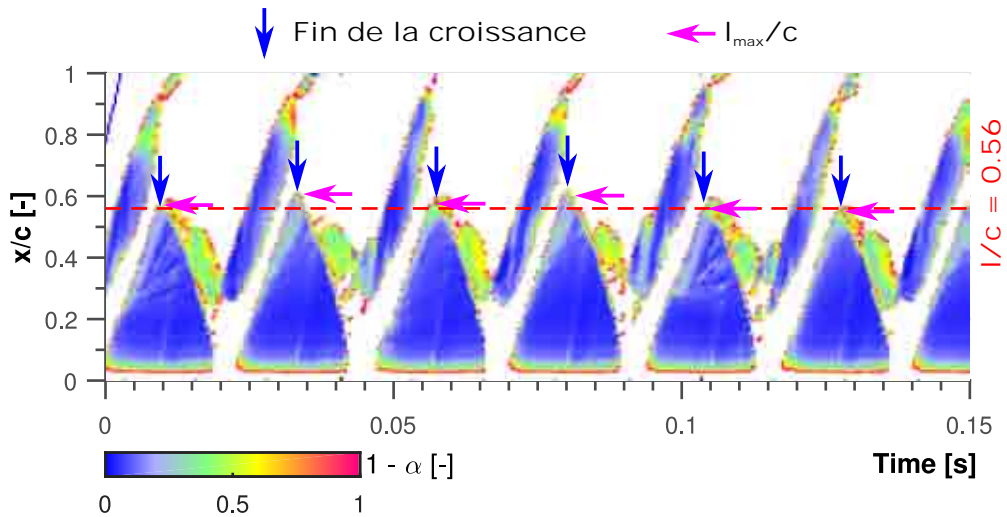 Fin de la croissance
l_max/c
1
0.8
0.6
0.4
0.2
0
x/c [-]
l/c = 0.56
0
0.05
0.1
0.15
1 - α [-]
Time [s]
0
0.5
1